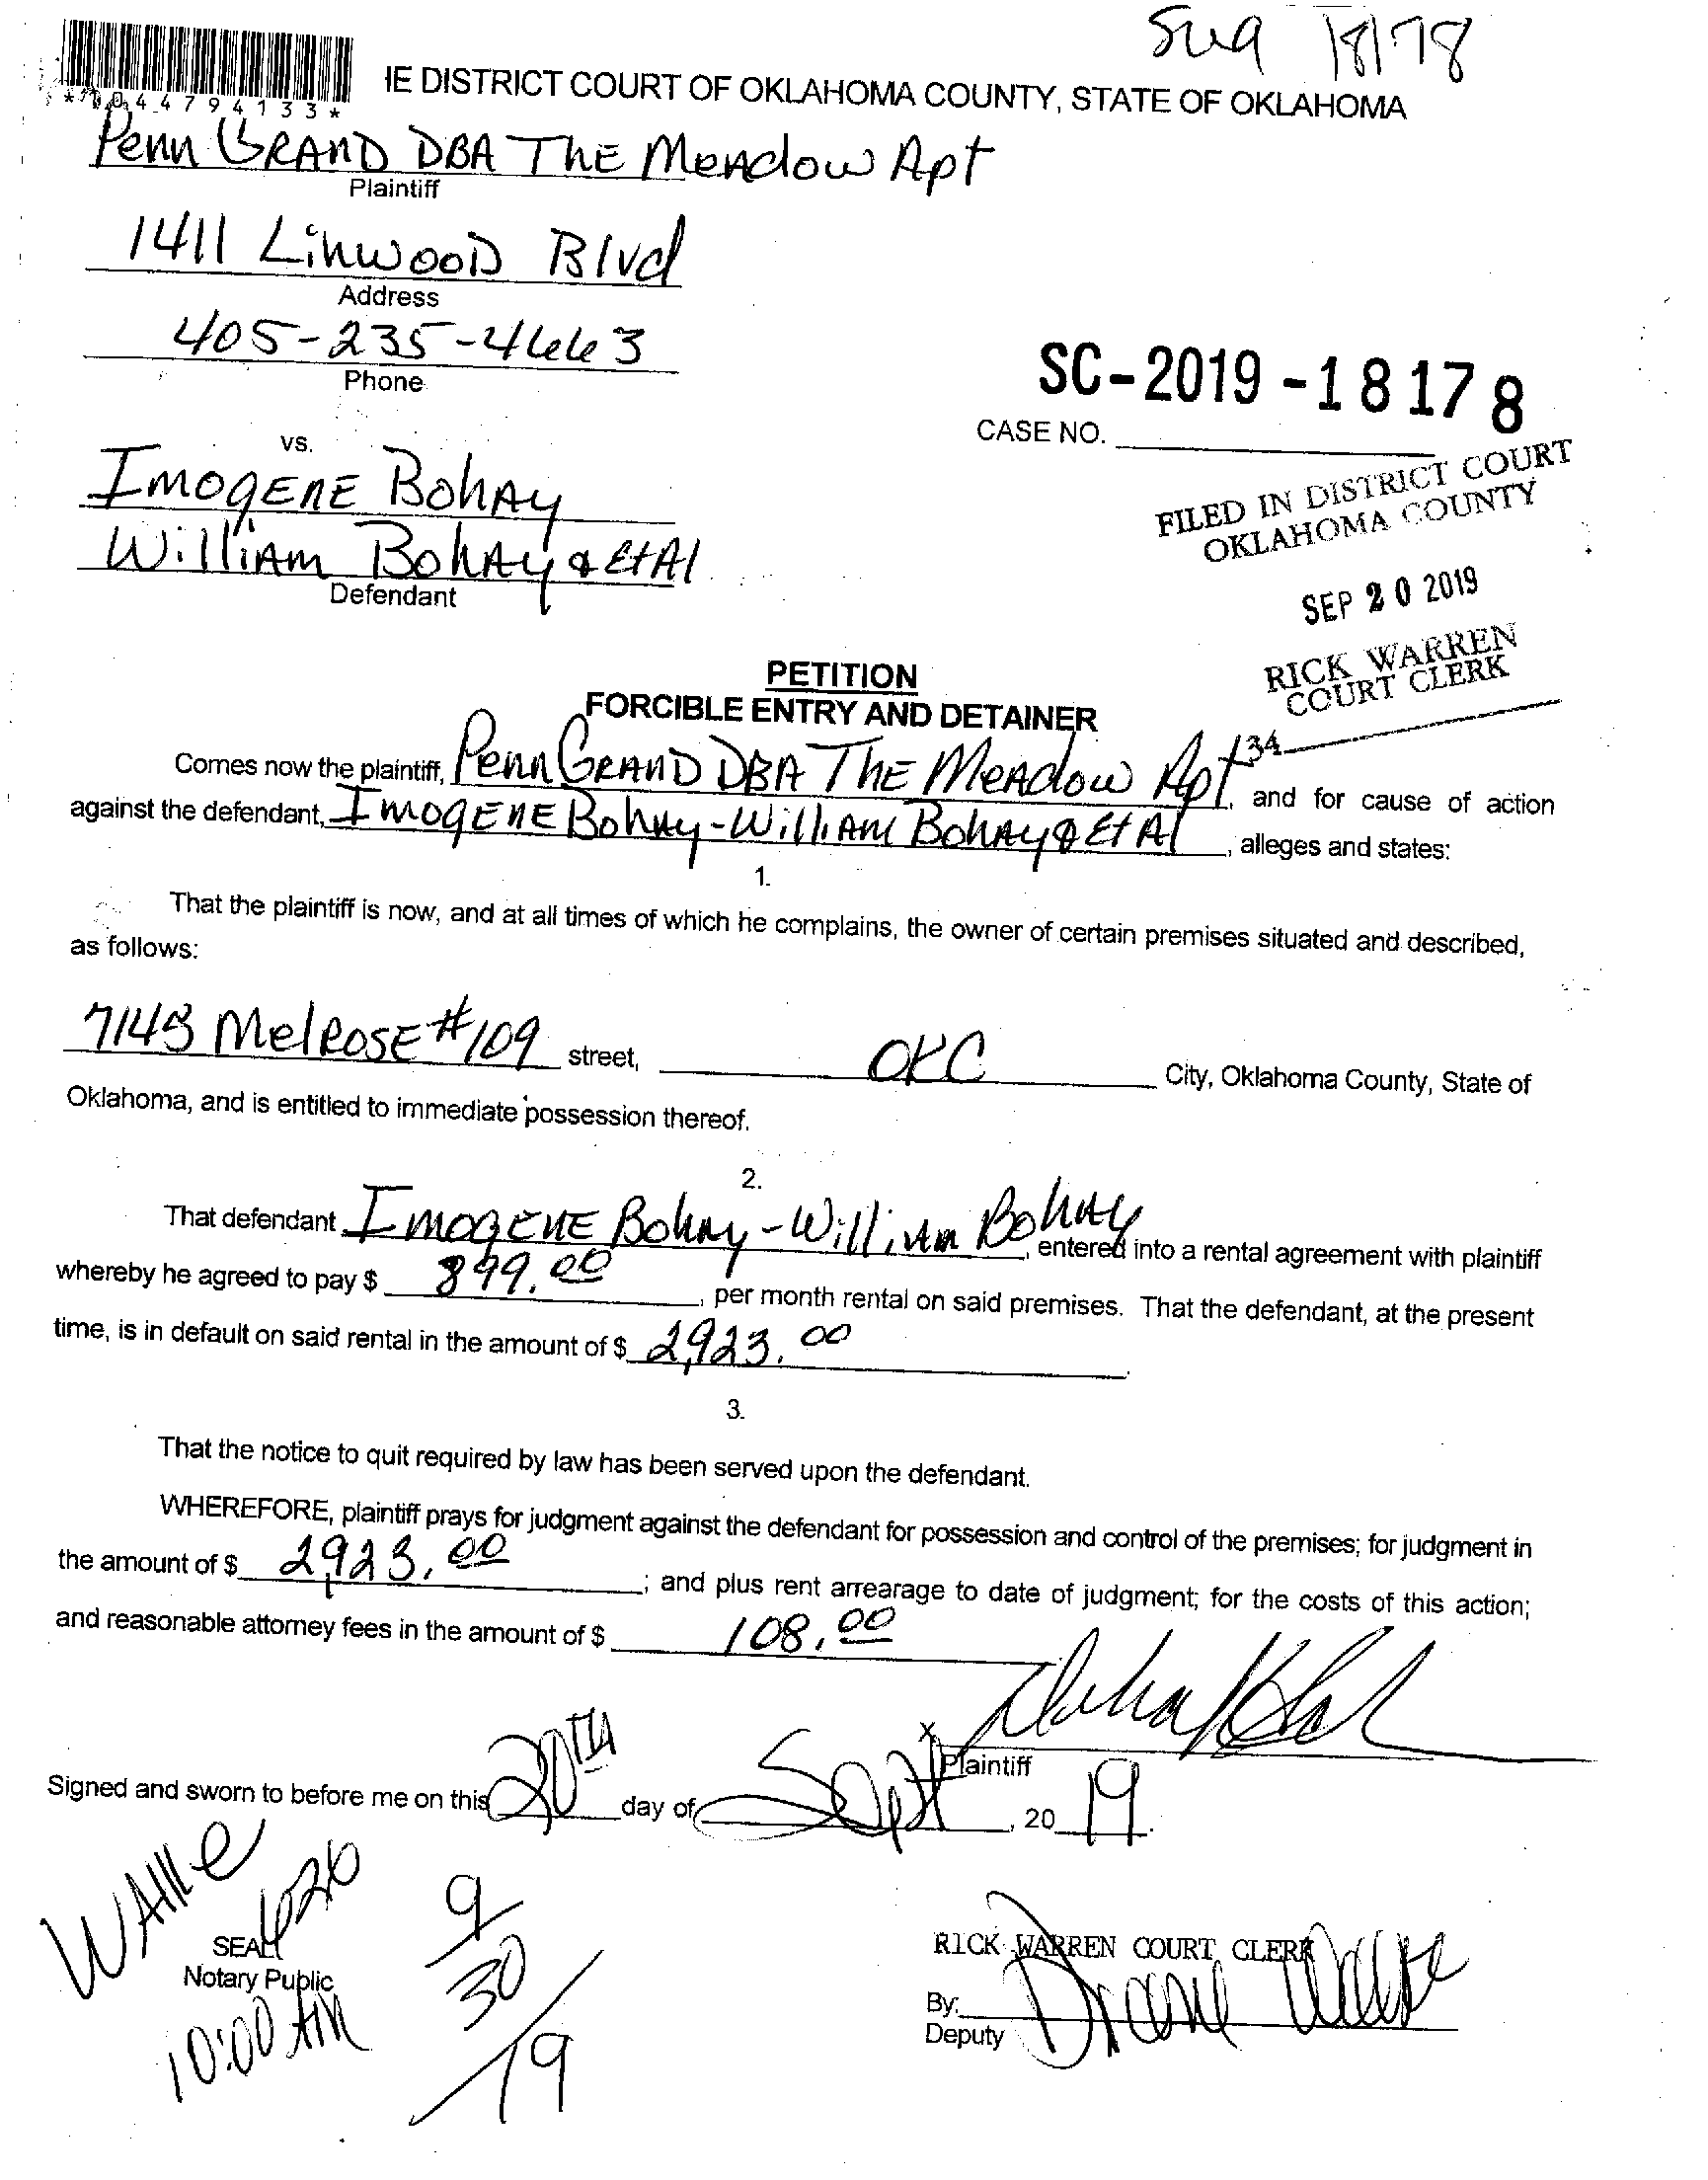 18178
*1044794133*
IE DISTRICT COURT OF OKLAHOMA COUNTY, STATE OF OKLAHOMA
Penn GRAND DBA ThE Meadow Apt
Plaintiff
1411 LinwooD Blvd
Address
405-235-4663
Phone
SC-2019-18178
CASE NO.
vs.
ImogEnE BohAy
WilliAm BohAy & EtAl
Defendant
FILED IN DISTRICT COURT
OKLAHOMA COUNTY
SEP 20 2019
RICK WARREN
COURT CLERK
134
PETITION
FORCIBLE ENTRY AND DETAINER
Comes now the plaintiff, Penn GRAND DBA ThE Meadow Apt, and for cause of action
against the defendant, ImogEnE BohAy-WilliAm BohAy & Et Al, alleges and states:
1.
That the plaintiff is now, and at all times of which he complains, the owner of certain premises situated and described,
as follows:
Melrose #109 street, OKC City, Oklahoma County, State of
Oklahoma, and is entitled to immediate possession thereof.
2.
That defendant ImogEnE BohAy-WilliAm BohAy, entered into a rental agreement with plaintiff
whereby he agreed to pay $ 899.00, per month rental on said premises. That the defendant, at the present
time, is in default on said rental in the amount of $ 2,923.00.
3.
That the notice to quit required by law has been served upon the defendant.
WHEREFORE, plaintiff prays for judgment against the defendant for possession and control of the premises; for judgment in
the amount of $ 2,923.00; and plus rent arrearage to date of judgment; for the costs of this action;
and reasonable attorney fees in the amount of $ 108.00
X
Plaintiff
Signed and sworn to before me on this 20TH day of Sept, 2019.
SEAL
Notary Public
10:00 AM
9/30/19
RICK WARREN COURT CLERK
By:
Deputy